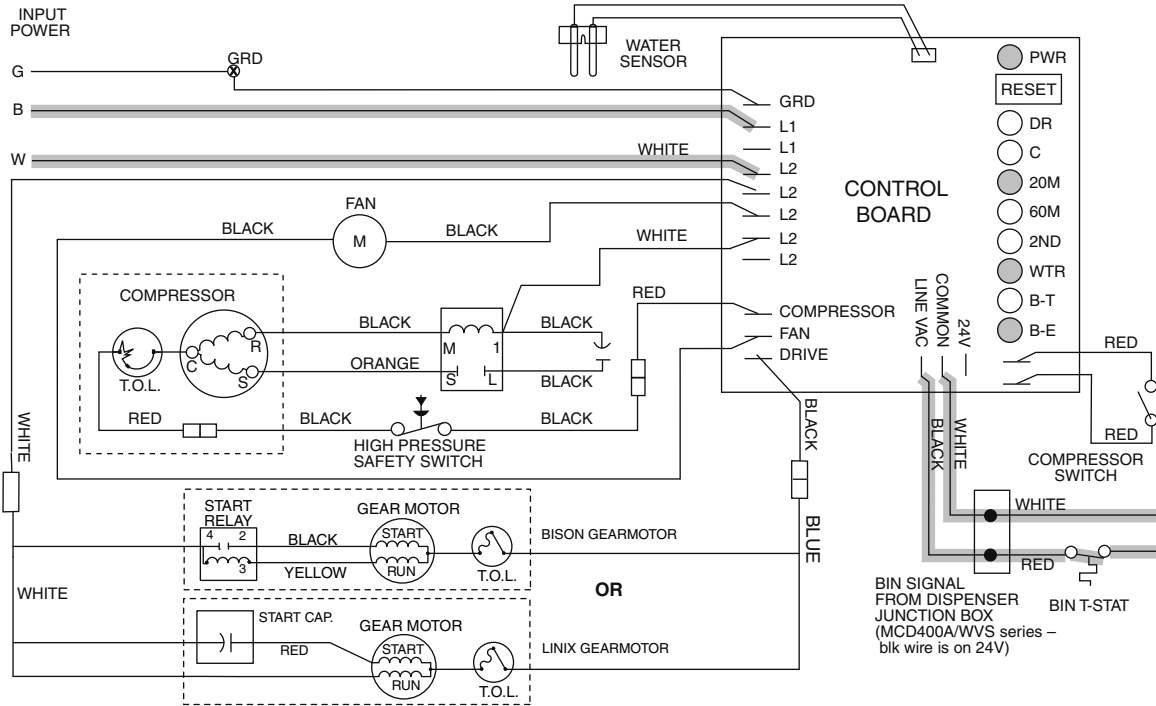 INPUT
POWER
G
GRD
B
W
WATER
SENSOR
WHITE
GRD
L1
L1
L2
L2
L2
L2
L2
CONTROL
BOARD
PWR
RESET
DR
C
20M
60M
2ND
WTR
B-T
B-E
FAN
M
BLACK
BLACK
WHITE
RED
COMPRESSOR
FAN
DRIVE
LINE VAC
COMMON
24V
COMPRESSOR
T.O.L.
C
R
S
BLACK
ORANGE
M
1
S
L
BLACK
BLACK
RED
BLACK
BLACK
HIGH PRESSURE
SAFETY SWITCH
WHITE
BLACK
BLACK
WHITE
RED
RED
COMPRESSOR
SWITCH
START
RELAY
4
2
3
BLACK
YELLOW
GEAR MOTOR
START
RUN
T.O.L.
BISON GEARMOTOR
BLUE
OR
WHITE
START CAP.
RED
GEAR MOTOR
START
RUN
T.O.L.
LINIX GEARMOTOR
WHITE
RED
BIN T-STAT
BIN SIGNAL
FROM DISPENSER
JUNCTION BOX
(MCD400A/WVS series –
blk wire is on 24V)